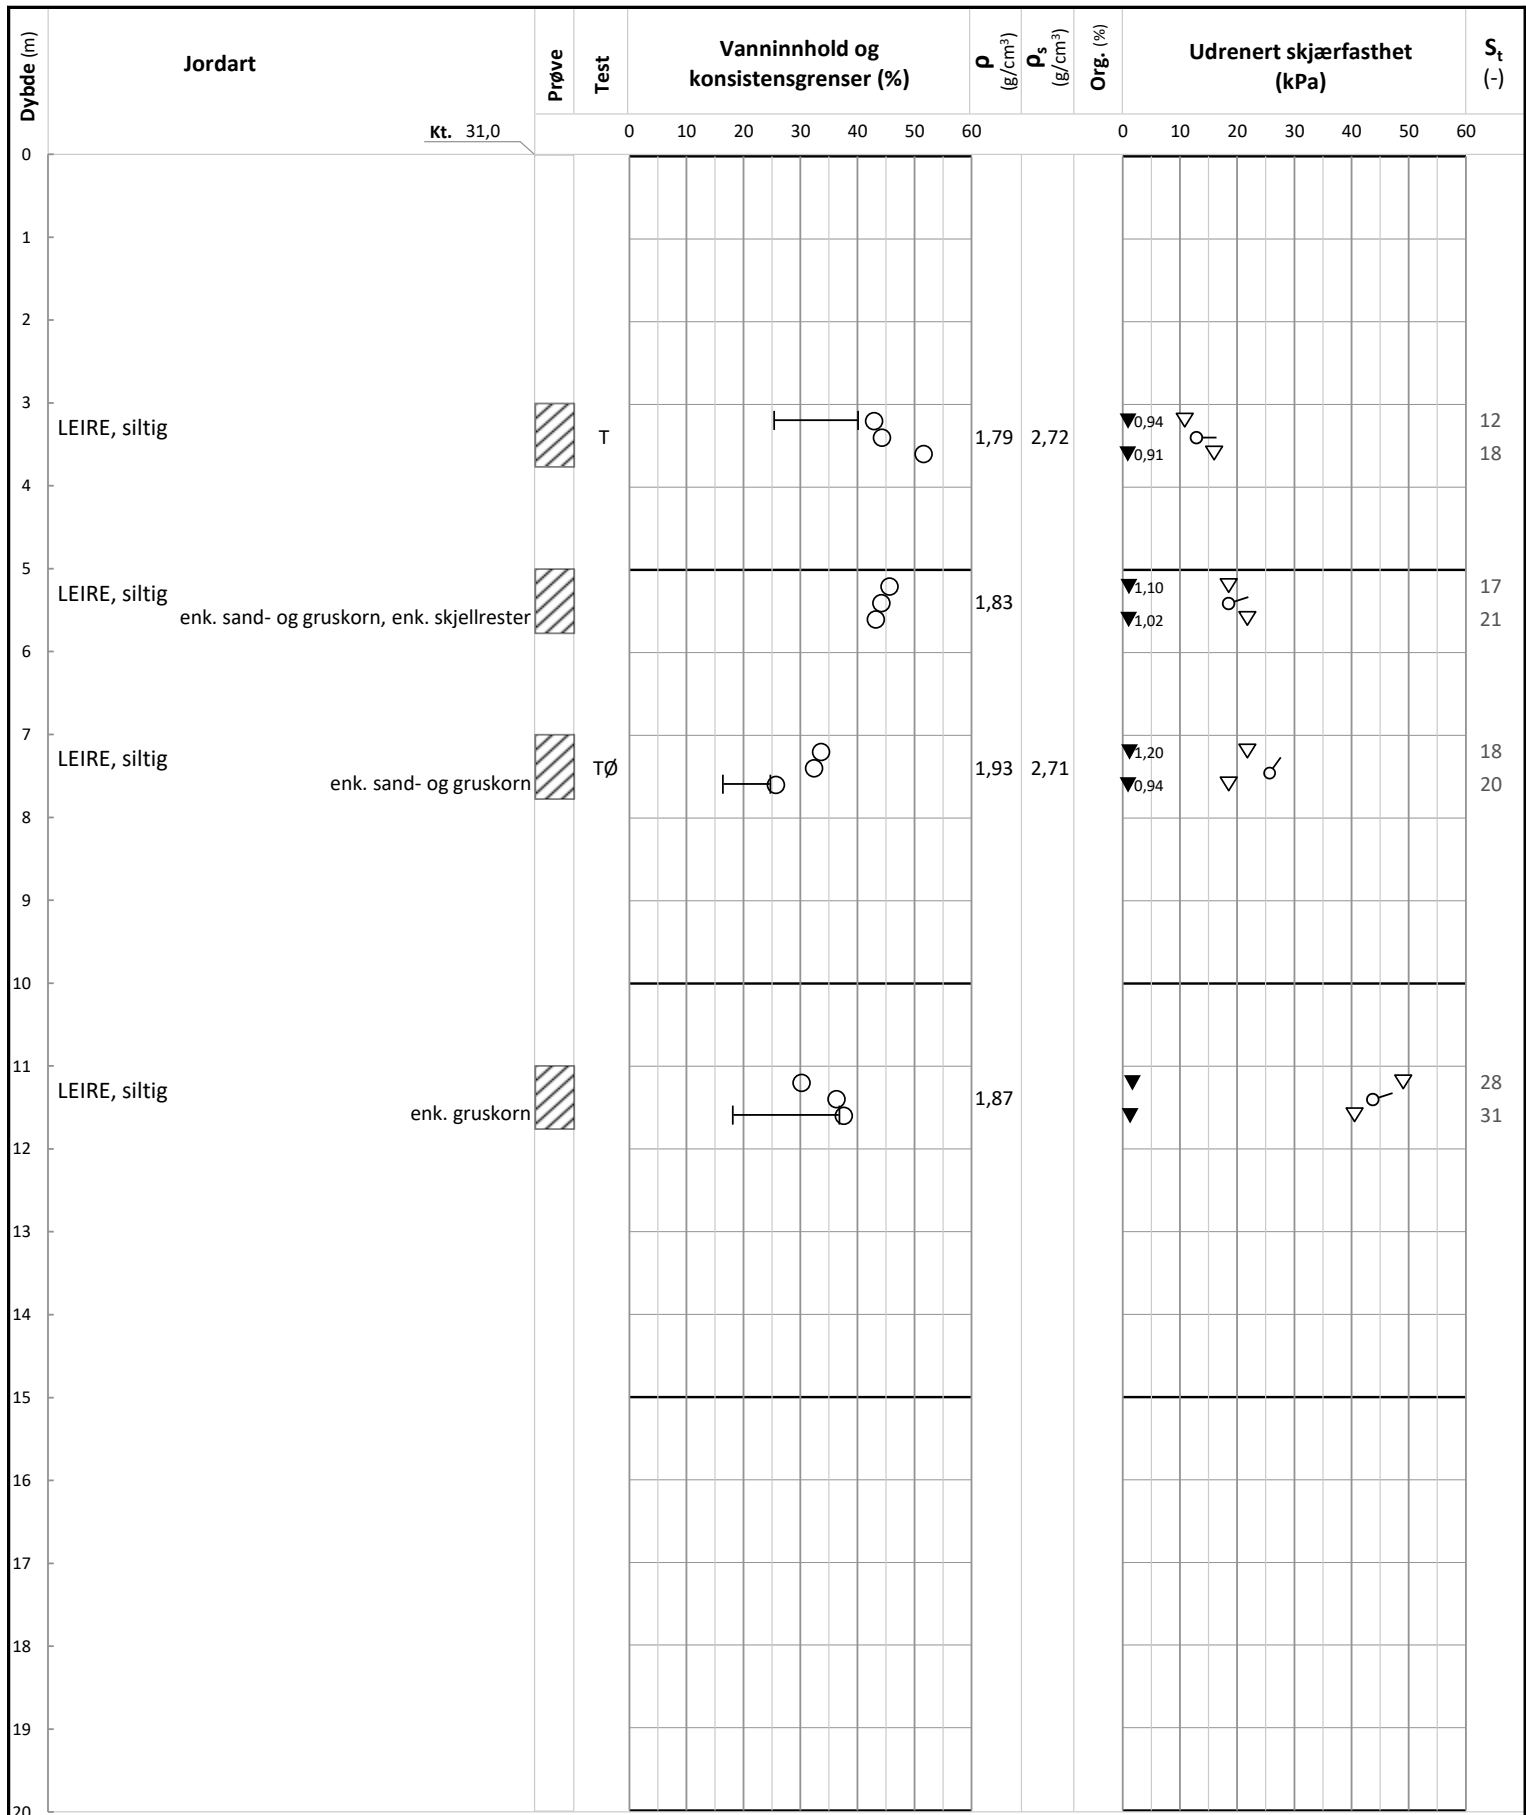 Dybde (m)
Jordart
Prøve
Test
Vanninnhold og
konsistensgrenser (%)
ρ
(g/cm³)
ρs
(g/cm³)
Org. (%)
Udrenert skjærfasthet
(kPa)
St
(-)
Kt. 31,0
0 10 20 30 40 50 60
0 10 20 30 40 50 60
0
1
2
3
LEIRE, siltig
T
1,79
2,72
0,94
0,91
12
18
4
5
LEIRE, siltig
enk. sand- og gruskorn, enk. skjellrester
1,83
1,10
1,02
17
21
6
7
LEIRE, siltig
enk. sand- og gruskorn
TØ
1,93
2,71
1,20
0,94
18
20
8
9
10
11
LEIRE, siltig
enk. gruskorn
1,87
28
31
12
13
14
15
16
17
18
19
20